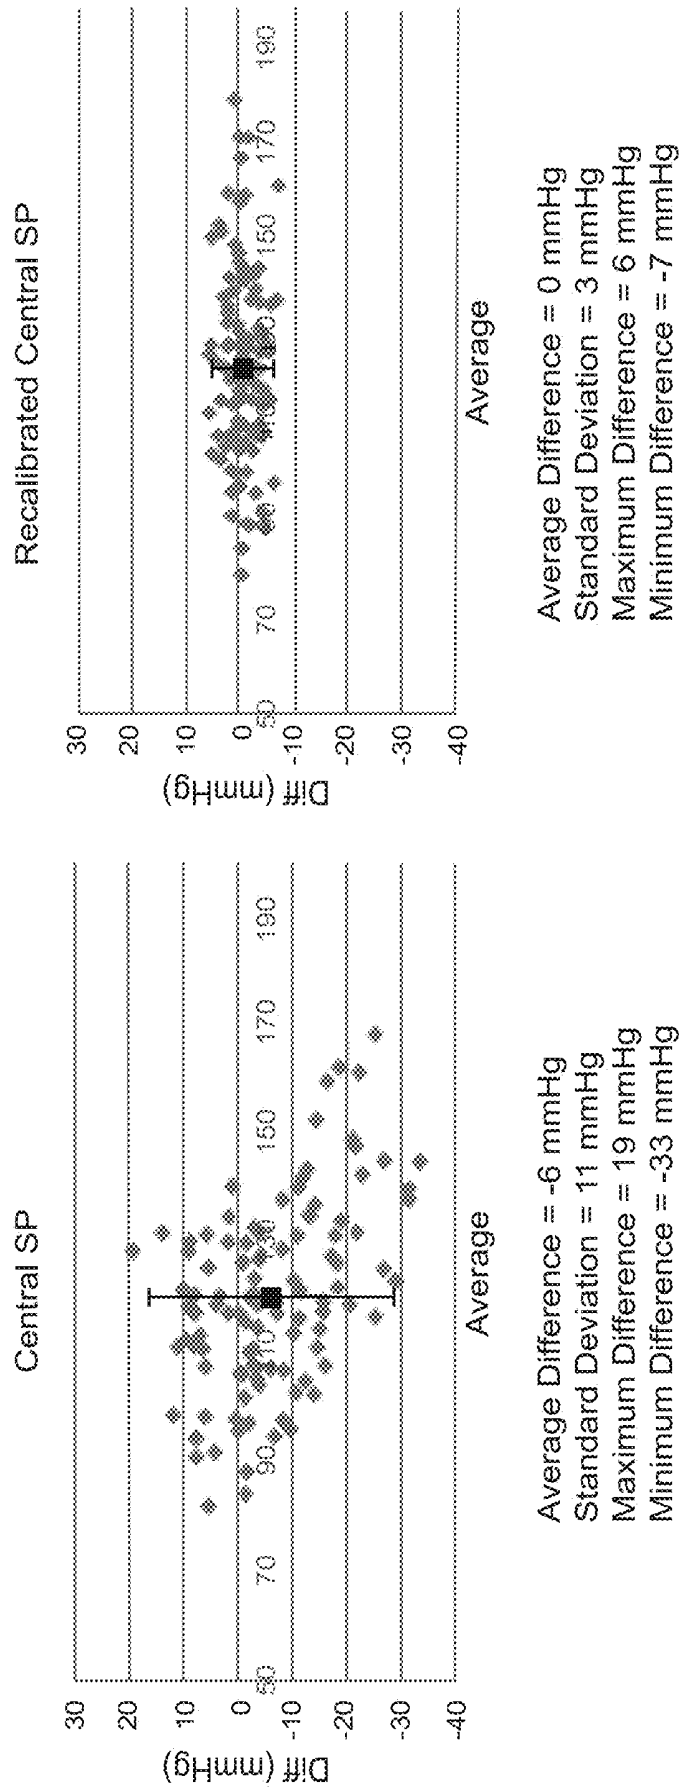 Central SP
Diff (mmHg)
30
20
10
0
-10
-20
-30
-40
50
70
90
110
130
150
170
190
Average
Average Difference = -6 mmHg
Standard Deviation = 11 mmHg
Maximum Difference = 19 mmHg
Minimum Difference = -33 mmHg
Recalibrated Central SP
Diff (mmHg)
30
20
10
0
-10
-20
-30
-40
50
70
150
170
190
Average
Average Difference = 0 mmHg
Standard Deviation = 3 mmHg
Maximum Difference = 6 mmHg
Minimum Difference = -7 mmHg